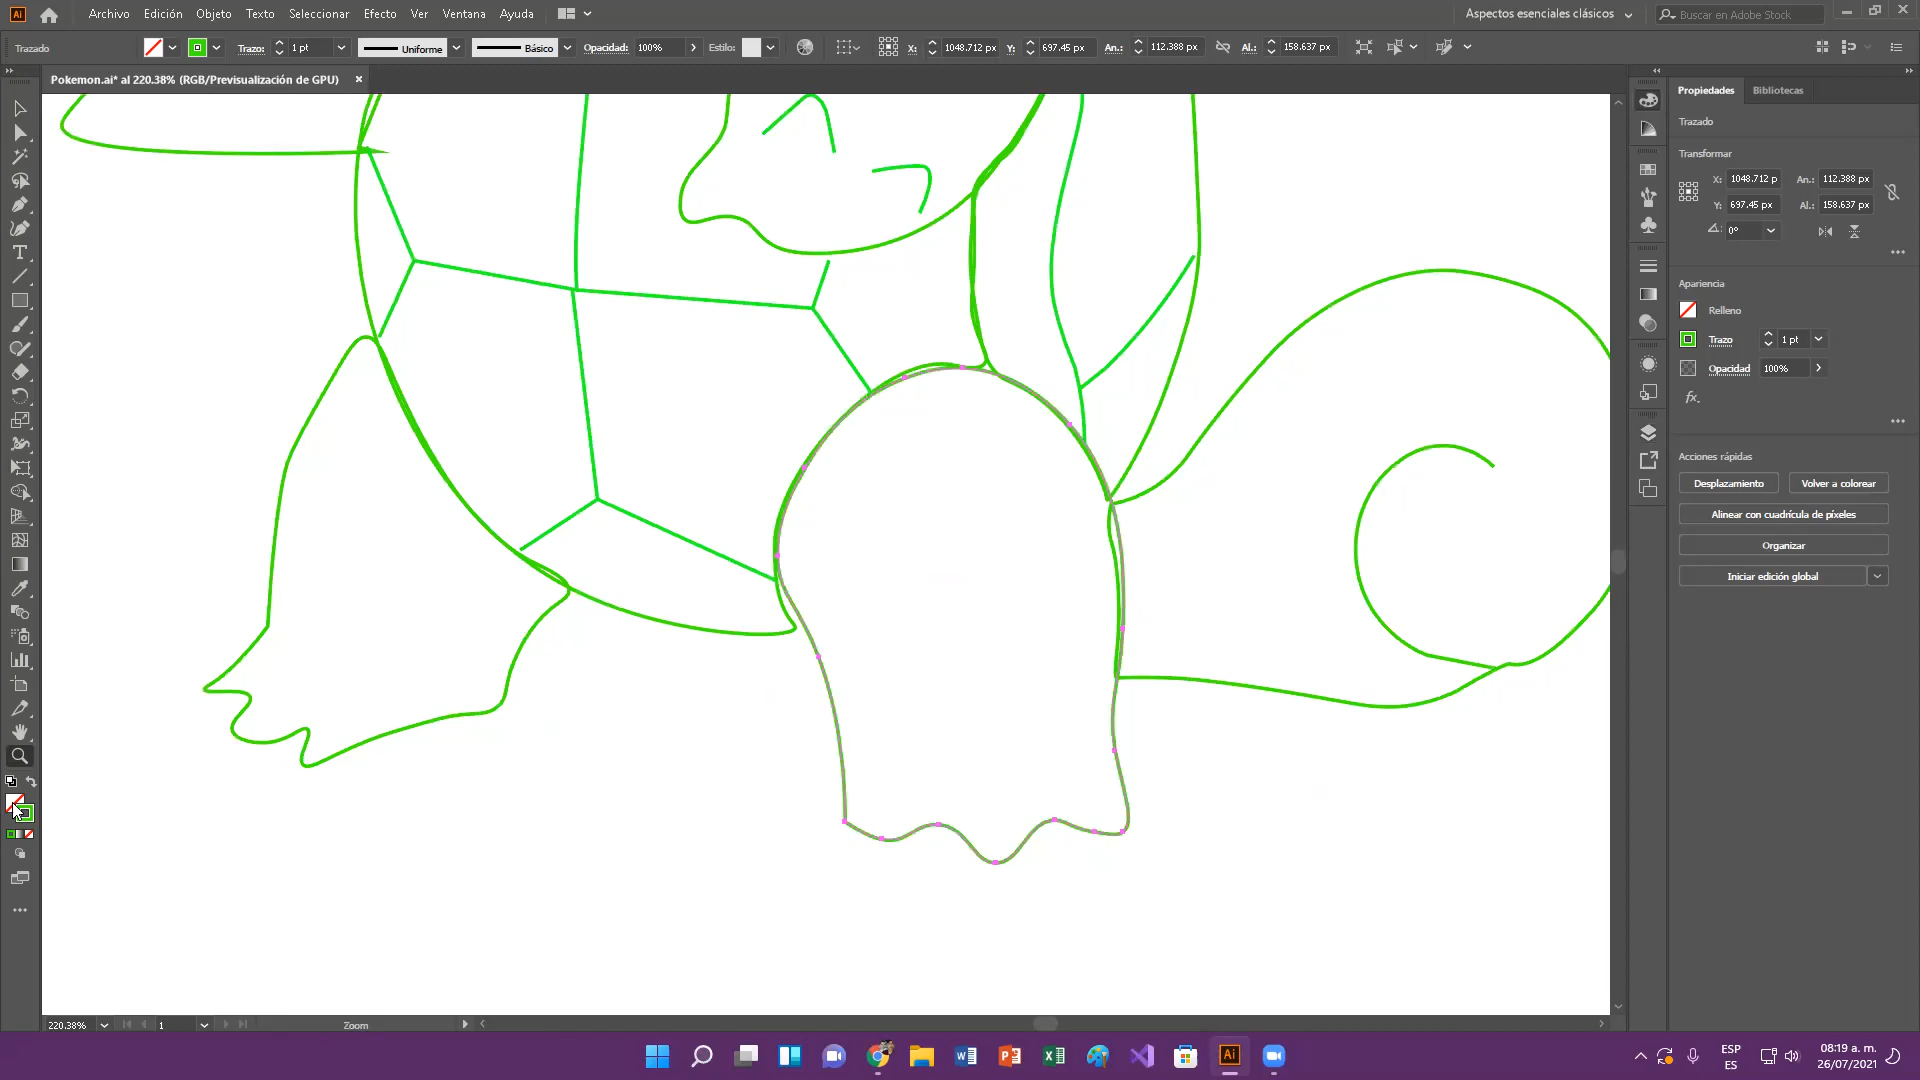 Ai Archivo Edición Objeto Texto Seleccionar Efecto Ver Ventana Ayuda Aspectos esenciales clásicos Buscar en Adobe Stock
Trazado Trazo: 1 pt Uniforme Básico Opacidad: 100% Estilo: X: 1048.712 px Y: 697.45 px An.: 112.388 px Al.: 158.637 px
Pokemon.ai* al 220.38% (RGB/Previsualización de GPU) ×
Propiedades Bibliotecas
Trazado
Transformar
X: 1048.712 p An.: 112.388 px
Y: 697.45 px Al.: 158.637 px
0°
Apariencia
Relleno
Trazo 1 pt
Opacidad 100%
fx.
Acciones rápidas
Desplazamiento Volver a colorear
Alinear con cuadrícula de píxeles
Organizar
Iniciar edición global
220.38% 1 Zoom
ESP
ES
08:19 a. m.
26/07/2021